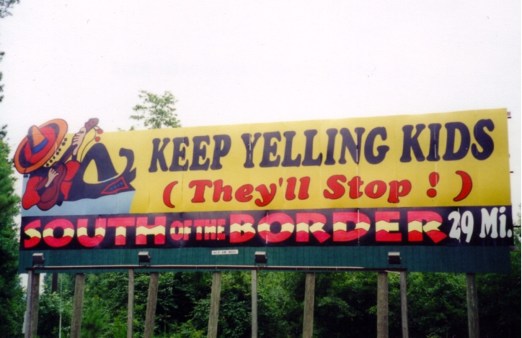 KEEP YELLING KIDS
( They'll Stop ! )
SOUTH OF THE BORDER 29 Mi.